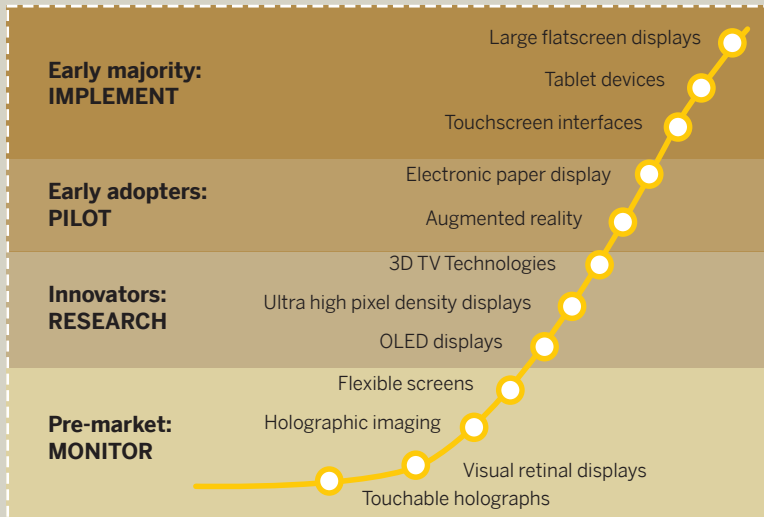 Early majority:
IMPLEMENT
Large flatscreen displays
Tablet devices
Touchscreen interfaces
Early adopters:
PILOT
Electronic paper display
Augmented reality
Innovators:
RESEARCH
3D TV Technologies
Ultra high pixel density displays
OLED displays
Pre-market:
MONITOR
Flexible screens
Holographic imaging
Visual retinal displays
Touchable holographs